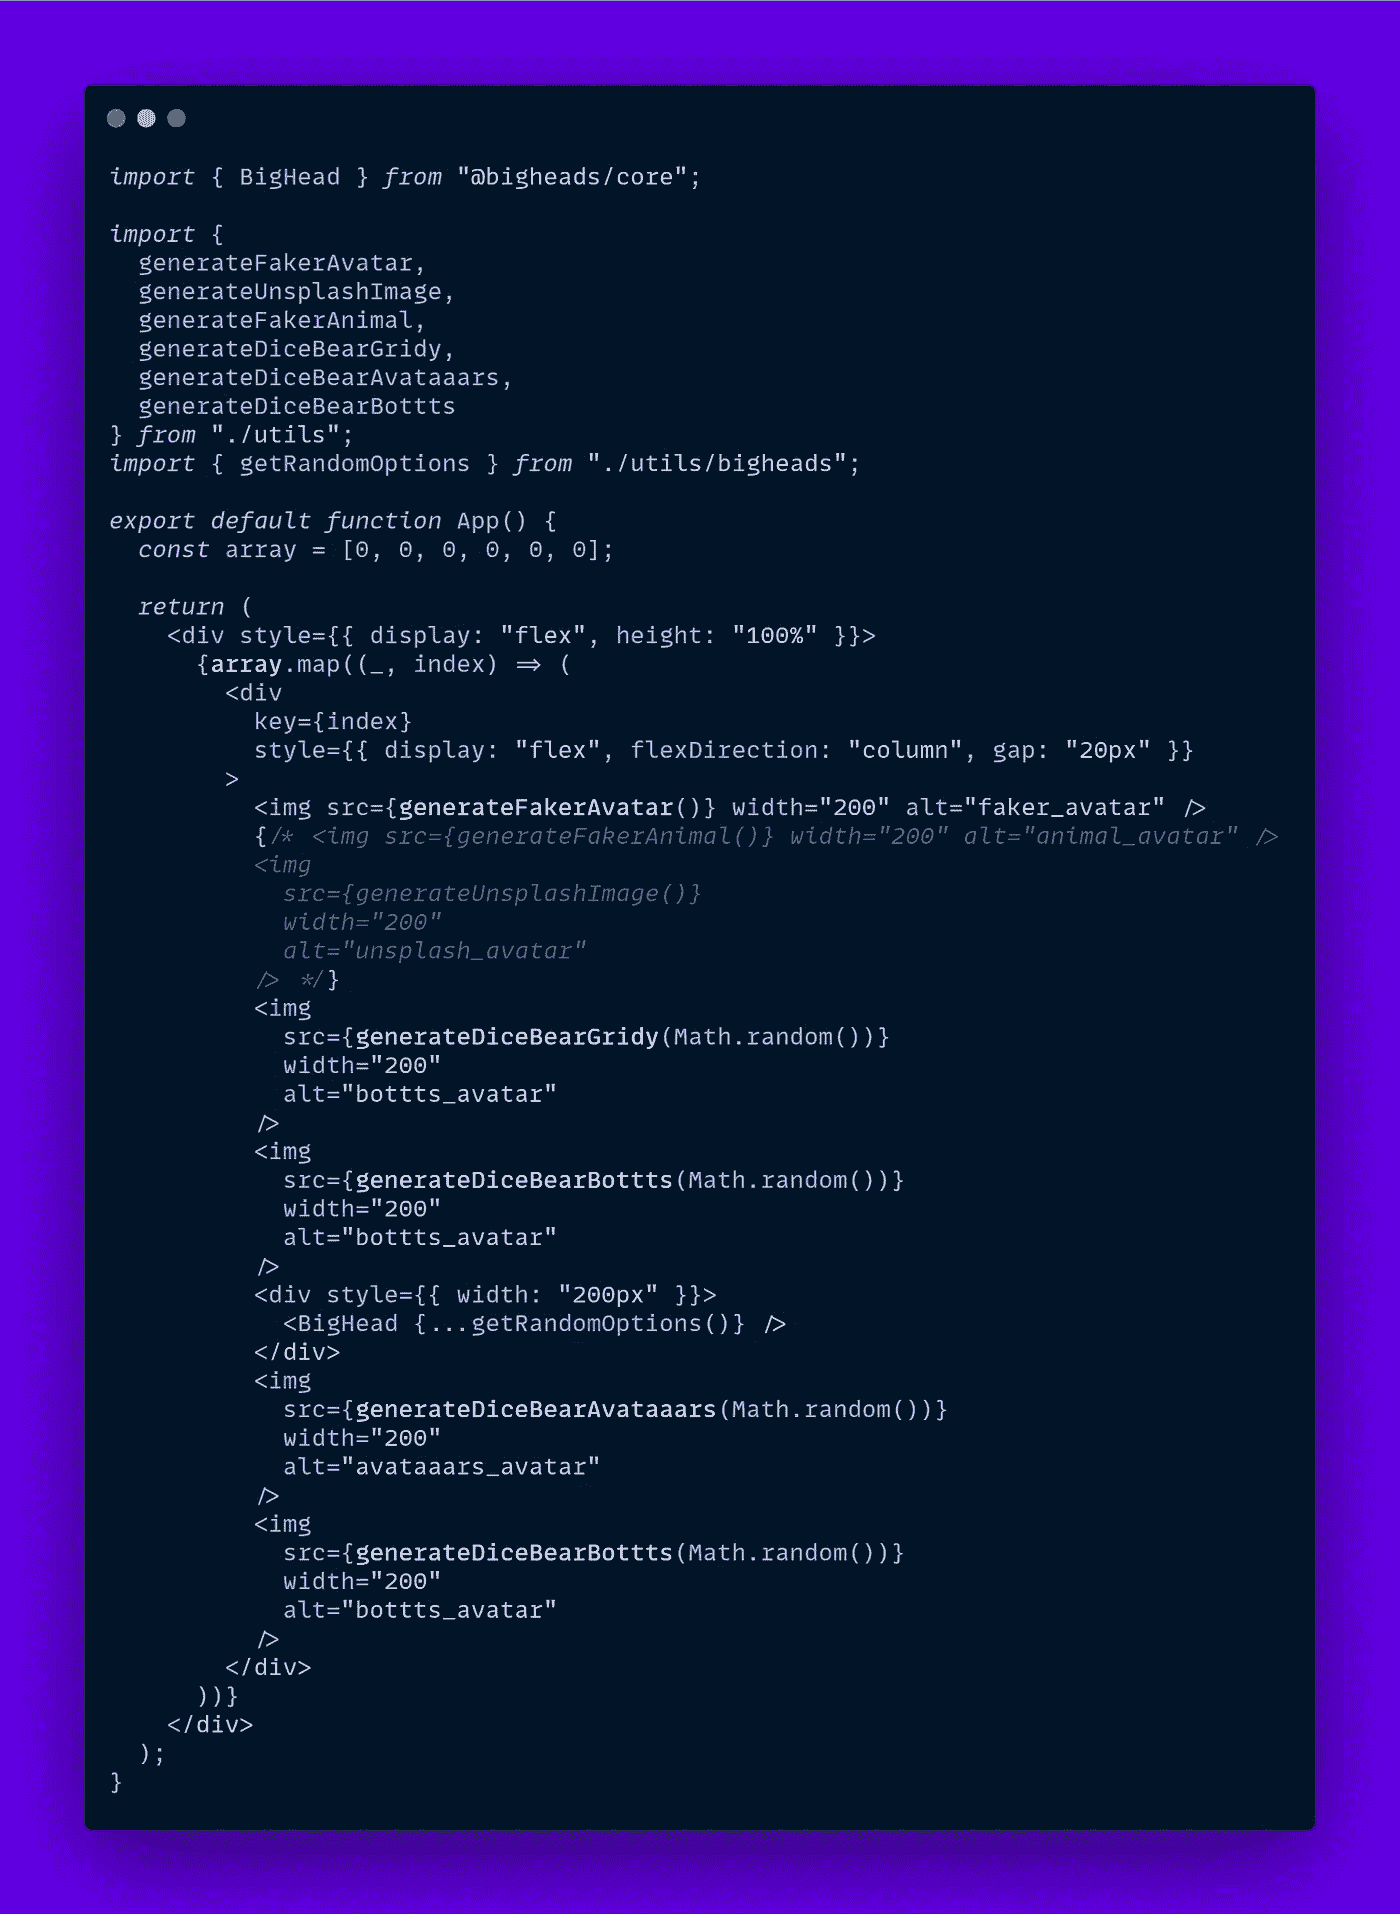 import { BigHead } from "@bigheads/core";

import {
  generateFakerAvatar,
  generateUnsplashImage,
  generateFakerAnimal,
  generateDiceBearGridy,
  generateDiceBearAvataaars,
  generateDiceBearBottts
} from "./utils";
import { getRandomOptions } from "./utils/bigheads";

export default function App() {
  const array = [0, 0, 0, 0, 0, 0];

  return (
    <div style={{ display: "flex", height: "100%" }}>
      {array.map((_, index) => (
        <div
          key={index}
          style={{ display: "flex", flexDirection: "column", gap: "20px" }}
        >
          <img src={generateFakerAvatar()} width="200" alt="faker_avatar" />
          {/* <img src={generateFakerAnimal()} width="200" alt="animal_avatar" />
          <img
            src={generateUnsplashImage()}
            width="200"
            alt="unsplash_avatar"
          /> */}
          <img
            src={generateDiceBearGridy(Math.random())}
            width="200"
            alt="bottts_avatar"
          />
          <img
            src={generateDiceBearBottts(Math.random())}
            width="200"
            alt="bottts_avatar"
          />
          <div style={{ width: "200px" }}>
            <BigHead {...getRandomOptions()} />
          </div>
          <img
            src={generateDiceBearAvataaars(Math.random())}
            width="200"
            alt="avataaars_avatar"
          />
          <img
            src={generateDiceBearBottts(Math.random())}
            width="200"
            alt="bottts_avatar"
          />
        </div>
      ))}
    </div>
  );
}